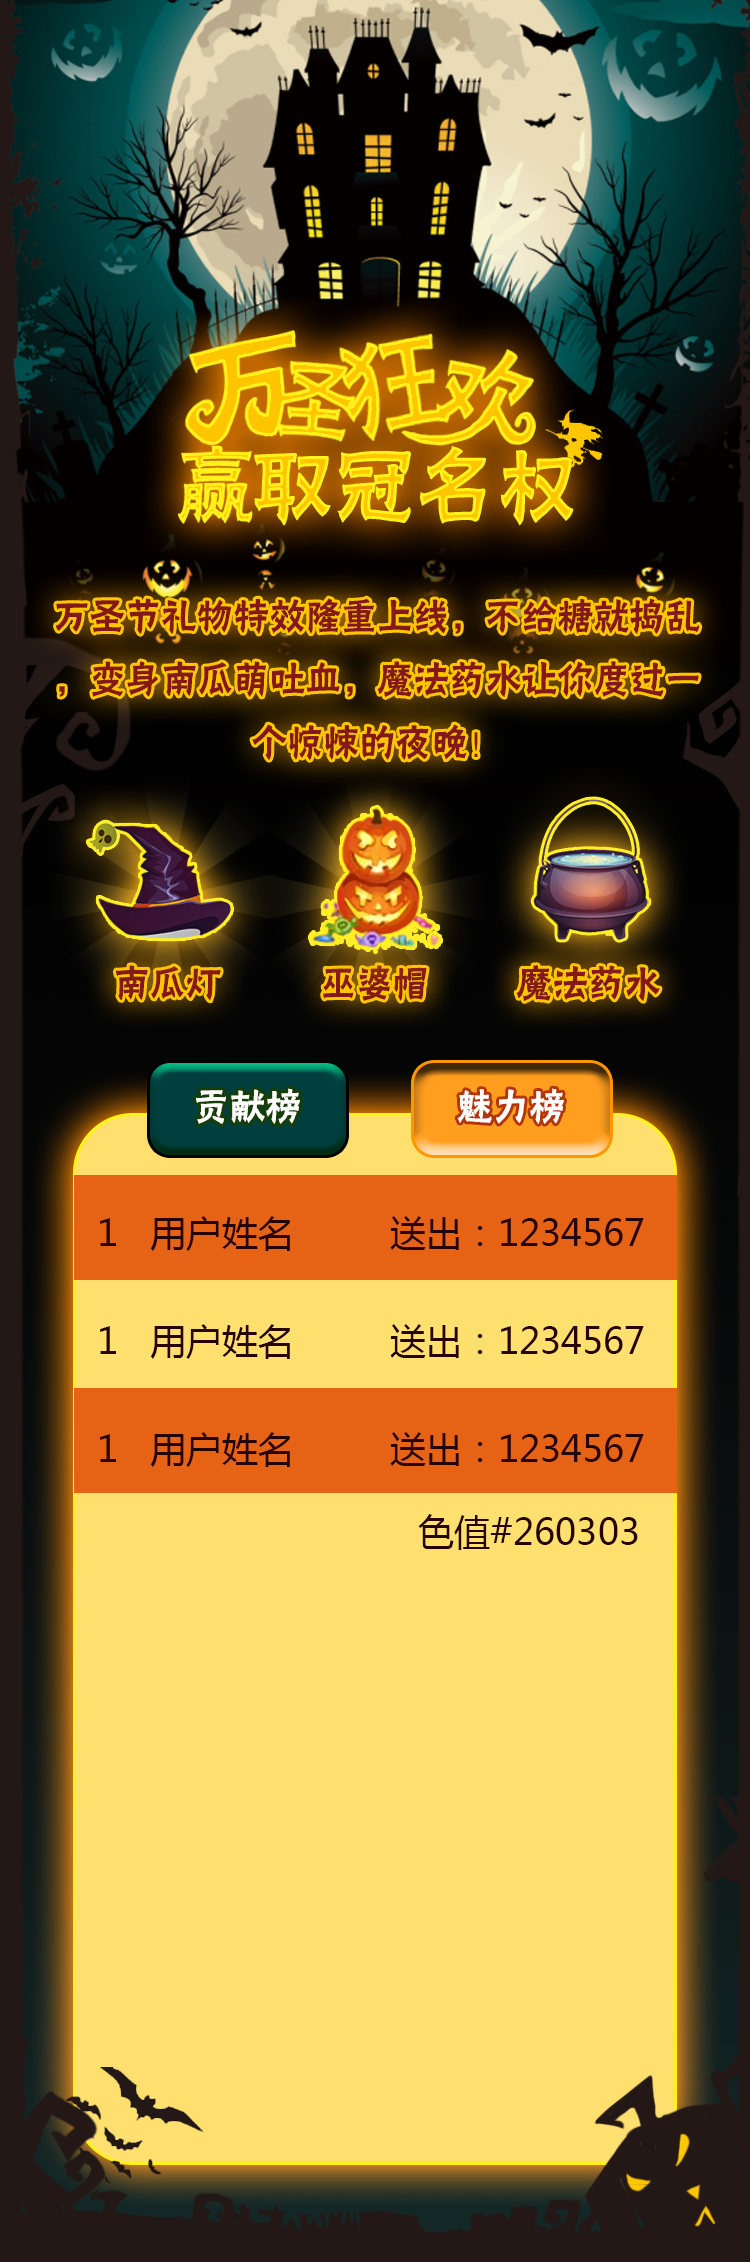 万圣狂欢
赢取冠名权
万圣节礼物特效隆重上线，不给糖就捣乱
，变身南瓜萌吐血，魔法药水让你度过一
个惊悚的夜晚！
南瓜灯 巫婆帽 魔法药水
贡献榜 魅力榜
1 用户姓名 送出：1234567
1 用户姓名 送出：1234567
1 用户姓名 送出：1234567
色值#260303